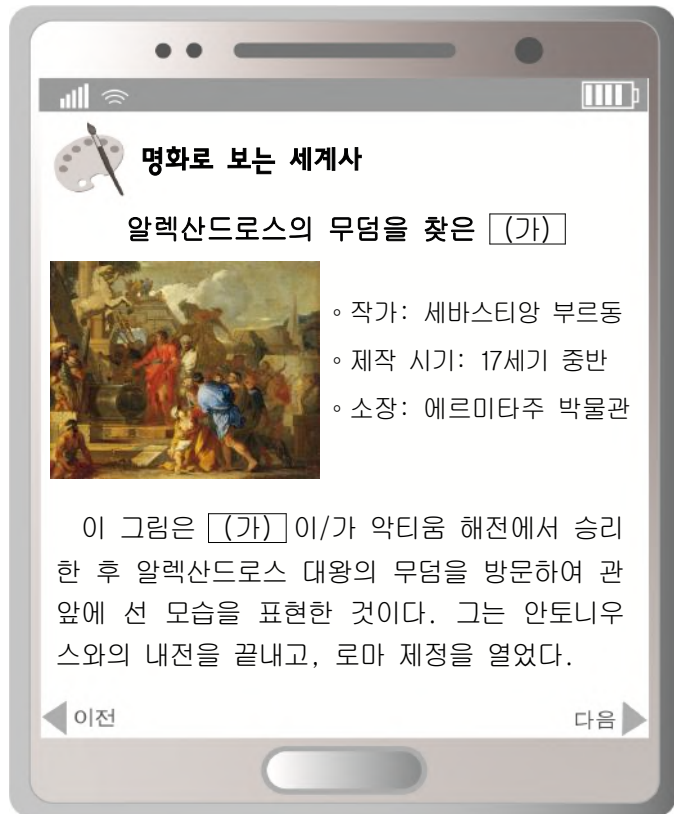 명화로 보는 세계사
알렉산드로스의 무덤을 찾은 (가)
◦작가: 세바스티앙 부르동
◦제작 시기: 17세기 중반
◦소장: 에르미타주 박물관
이 그림은 (가) 이/가 악티움 해전에서 승리
한 후 알렉산드로스 대왕의 무덤을 방문하여 관
앞에 선 모습을 표현한 것이다. 그는 안토니우
스와의 내전을 끝내고, 로마 제정을 열었다.
이전 다음